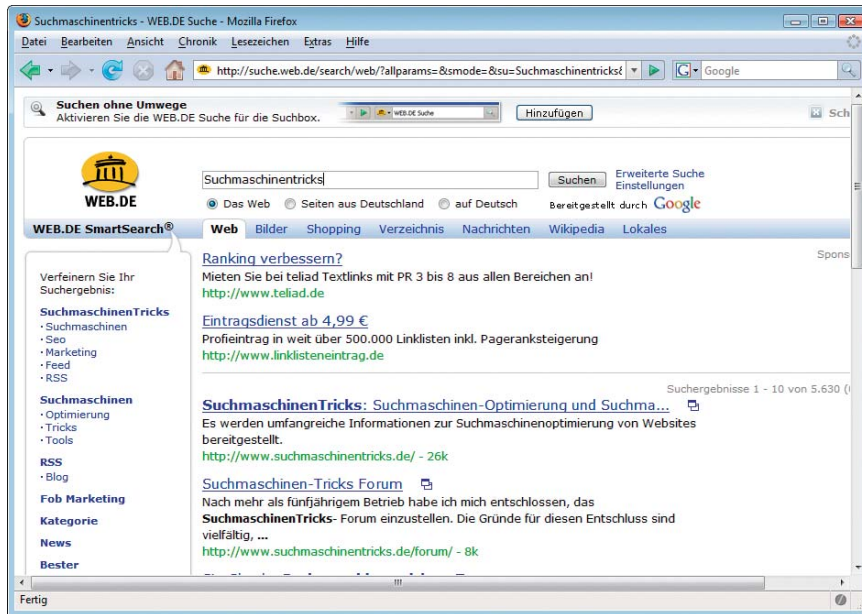 Suchmaschinentricks - WEB.DE Suche - Mozilla Firefox
Datei Bearbeiten Ansicht Chronik Lesezeichen Extras Hilfe
http://suche.web.de/search/web/?allparams=&smode=&su=Suchmaschinentricks& Google
Suchen ohne Umwege
Aktivieren Sie die WEB.DE Suche für die Suchbox. WEB.DE Suche Hinzufügen Sch
Suchmaschinentricks Suchen Erweiterte Suche
Einstellungen
WEB.DE Das Web Seiten aus Deutschland auf Deutsch Bereitgestellt durch Google
WEB.DE SmartSearch® Web Bilder Shopping Verzeichnis Nachrichten Wikipedia Lokales
Verfeinern Sie Ihr
Suchergebnis:
SuchmaschinenTricks
· Suchmaschinen
· Seo
· Marketing
· Feed
· RSS
Suchmaschinen
· Optimierung
· Tricks
· Tools
RSS
· Blog
Fob Marketing
Kategorie
News
Bester
Ranking verbessern? Spons
Mieten Sie bei teliad Textlinks mit PR 3 bis 8 aus allen Bereichen an!
http://www.teliad.de
Eintragsdienst ab 4,99 €
Profieintrag in weit über 500.000 Linklisten inkl. Pageranksteigerung
http://www.linklisteneintrag.de
Suchergebnisse 1 - 10 von 5.630 (
SuchmaschinenTricks: Suchmaschinen-Optimierung und Suchma...
Es werden umfangreiche Informationen zur Suchmaschinenoptimierung von Websites
bereitgestellt.
http://www.suchmaschinentricks.de/ - 26k
Suchmaschinen-Tricks Forum
Nach mehr als fünfjährigem Betrieb habe ich mich entschlossen, das
SuchmaschinenTricks- Forum einzustellen. Die Gründe für diesen Entschluss sind
vielfältig, ...
http://www.suchmaschinentricks.de/forum/ - 8k
Fertig